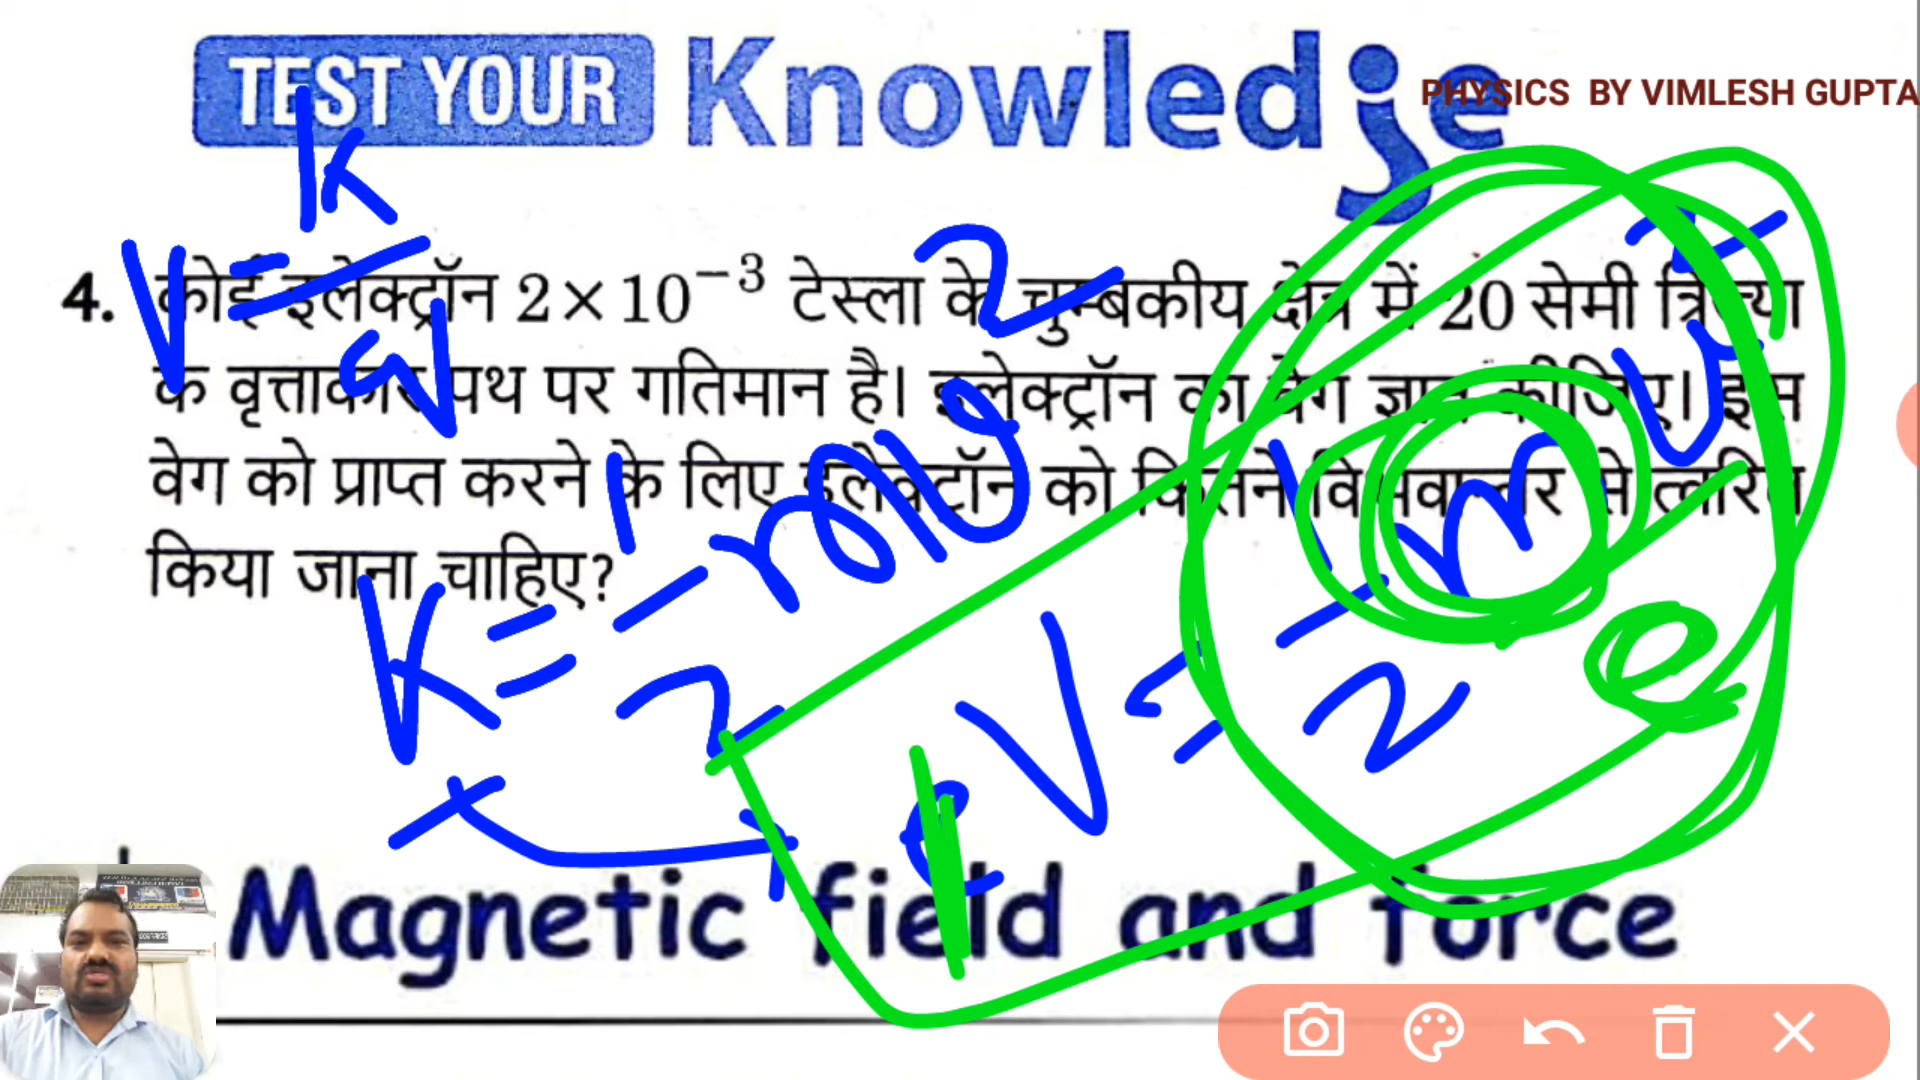 TEST YOUR Knowledje
PHYSICS BY VIMLESH GUPTA
4. कोई इलेक्ट्रॉन 2×10⁻³ टेस्ला के चुम्बकीय क्षेत्र में 20 सेमी त्रिज्या
के वृत्ताकार पथ पर गतिमान है। इलेक्ट्रॉन का वेग ज्ञात कीजिए। इस
वेग को प्राप्त करने के लिए इलेक्ट्रॉन को कितने विभवान्तर से त्वरित
किया जाना चाहिए?
V = K/q
K = 1/2 mv²
eV = 1/2 mv²
e
Magnetic field and force